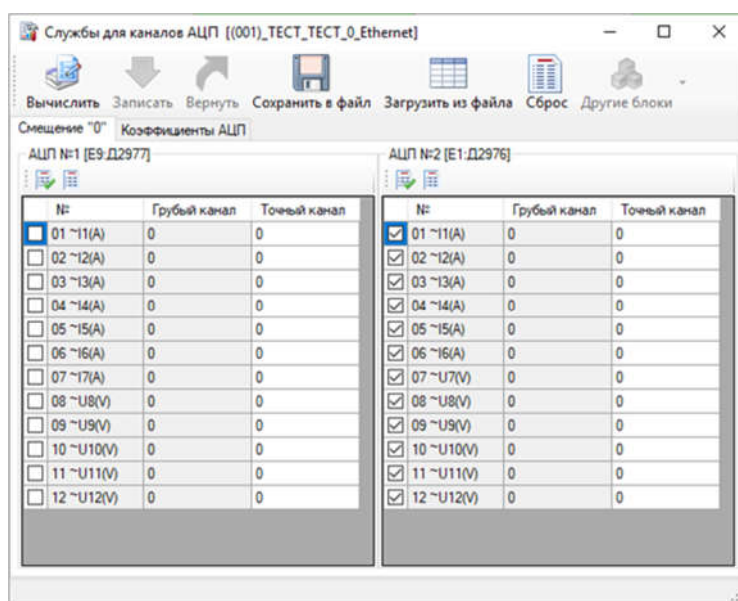 Службы для каналов АЦП [(001)_ТЕСТ_ТЕСТ_0_Ethernet]
Вычислить Записать Вернуть Сохранить в файл Загрузить из файла Сброс Другие блоки
Смещение "0" Коэффициенты АЦП
АЦП №1 [E9:Д2977]
№ Грубый канал Точный канал
01 ~I1(A) 0 0
02 ~I2(A) 0 0
03 ~I3(A) 0 0
04 ~I4(A) 0 0
05 ~I5(A) 0 0
06 ~I6(A) 0 0
07 ~I7(A) 0 0
08 ~U8(V) 0 0
09 ~U9(V) 0 0
10 ~U10(V) 0 0
11 ~U11(V) 0 0
12 ~U12(V) 0 0
АЦП №2 [E1:Д2976]
№ Грубый канал Точный канал
01 ~I1(A) 0 0
02 ~I2(A) 0 0
03 ~I3(A) 0 0
04 ~I4(A) 0 0
05 ~I5(A) 0 0
06 ~I6(A) 0 0
07 ~U7(V) 0 0
08 ~U8(V) 0 0
09 ~U9(V) 0 0
10 ~U10(V) 0 0
11 ~U11(V) 0 0
12 ~U12(V) 0 0